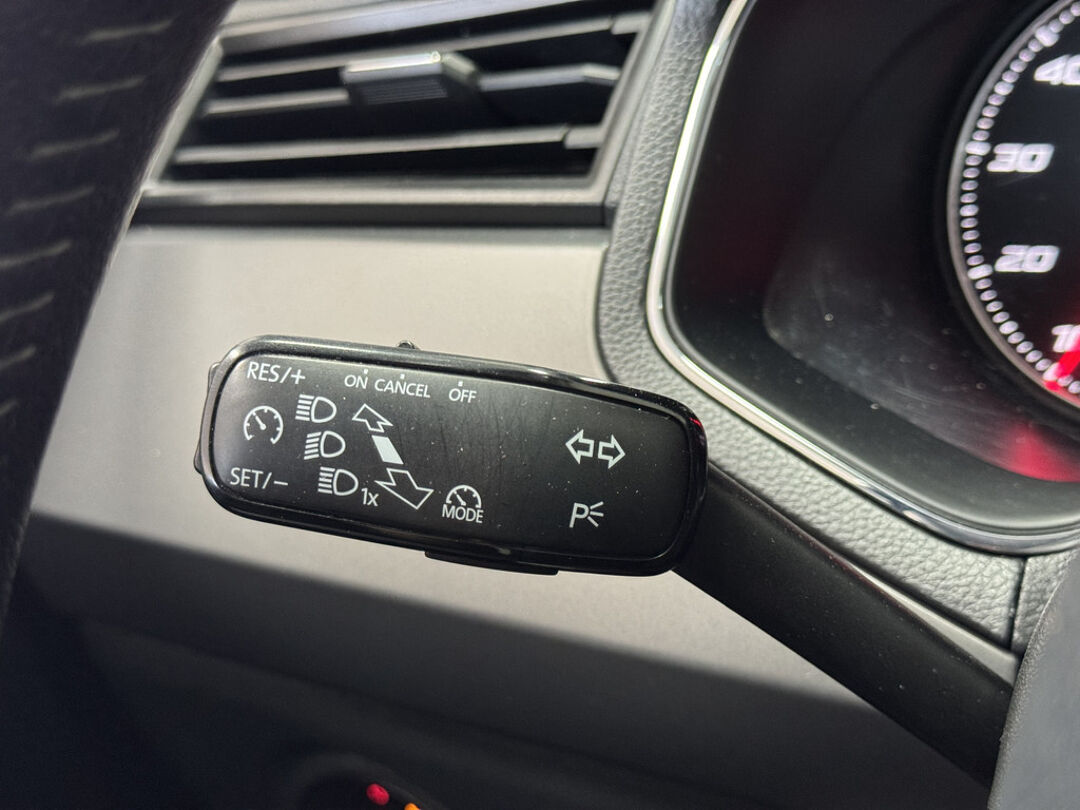 40
30
20
RES/+
ON CANCEL OFF
SET/−
1x
MODE
P